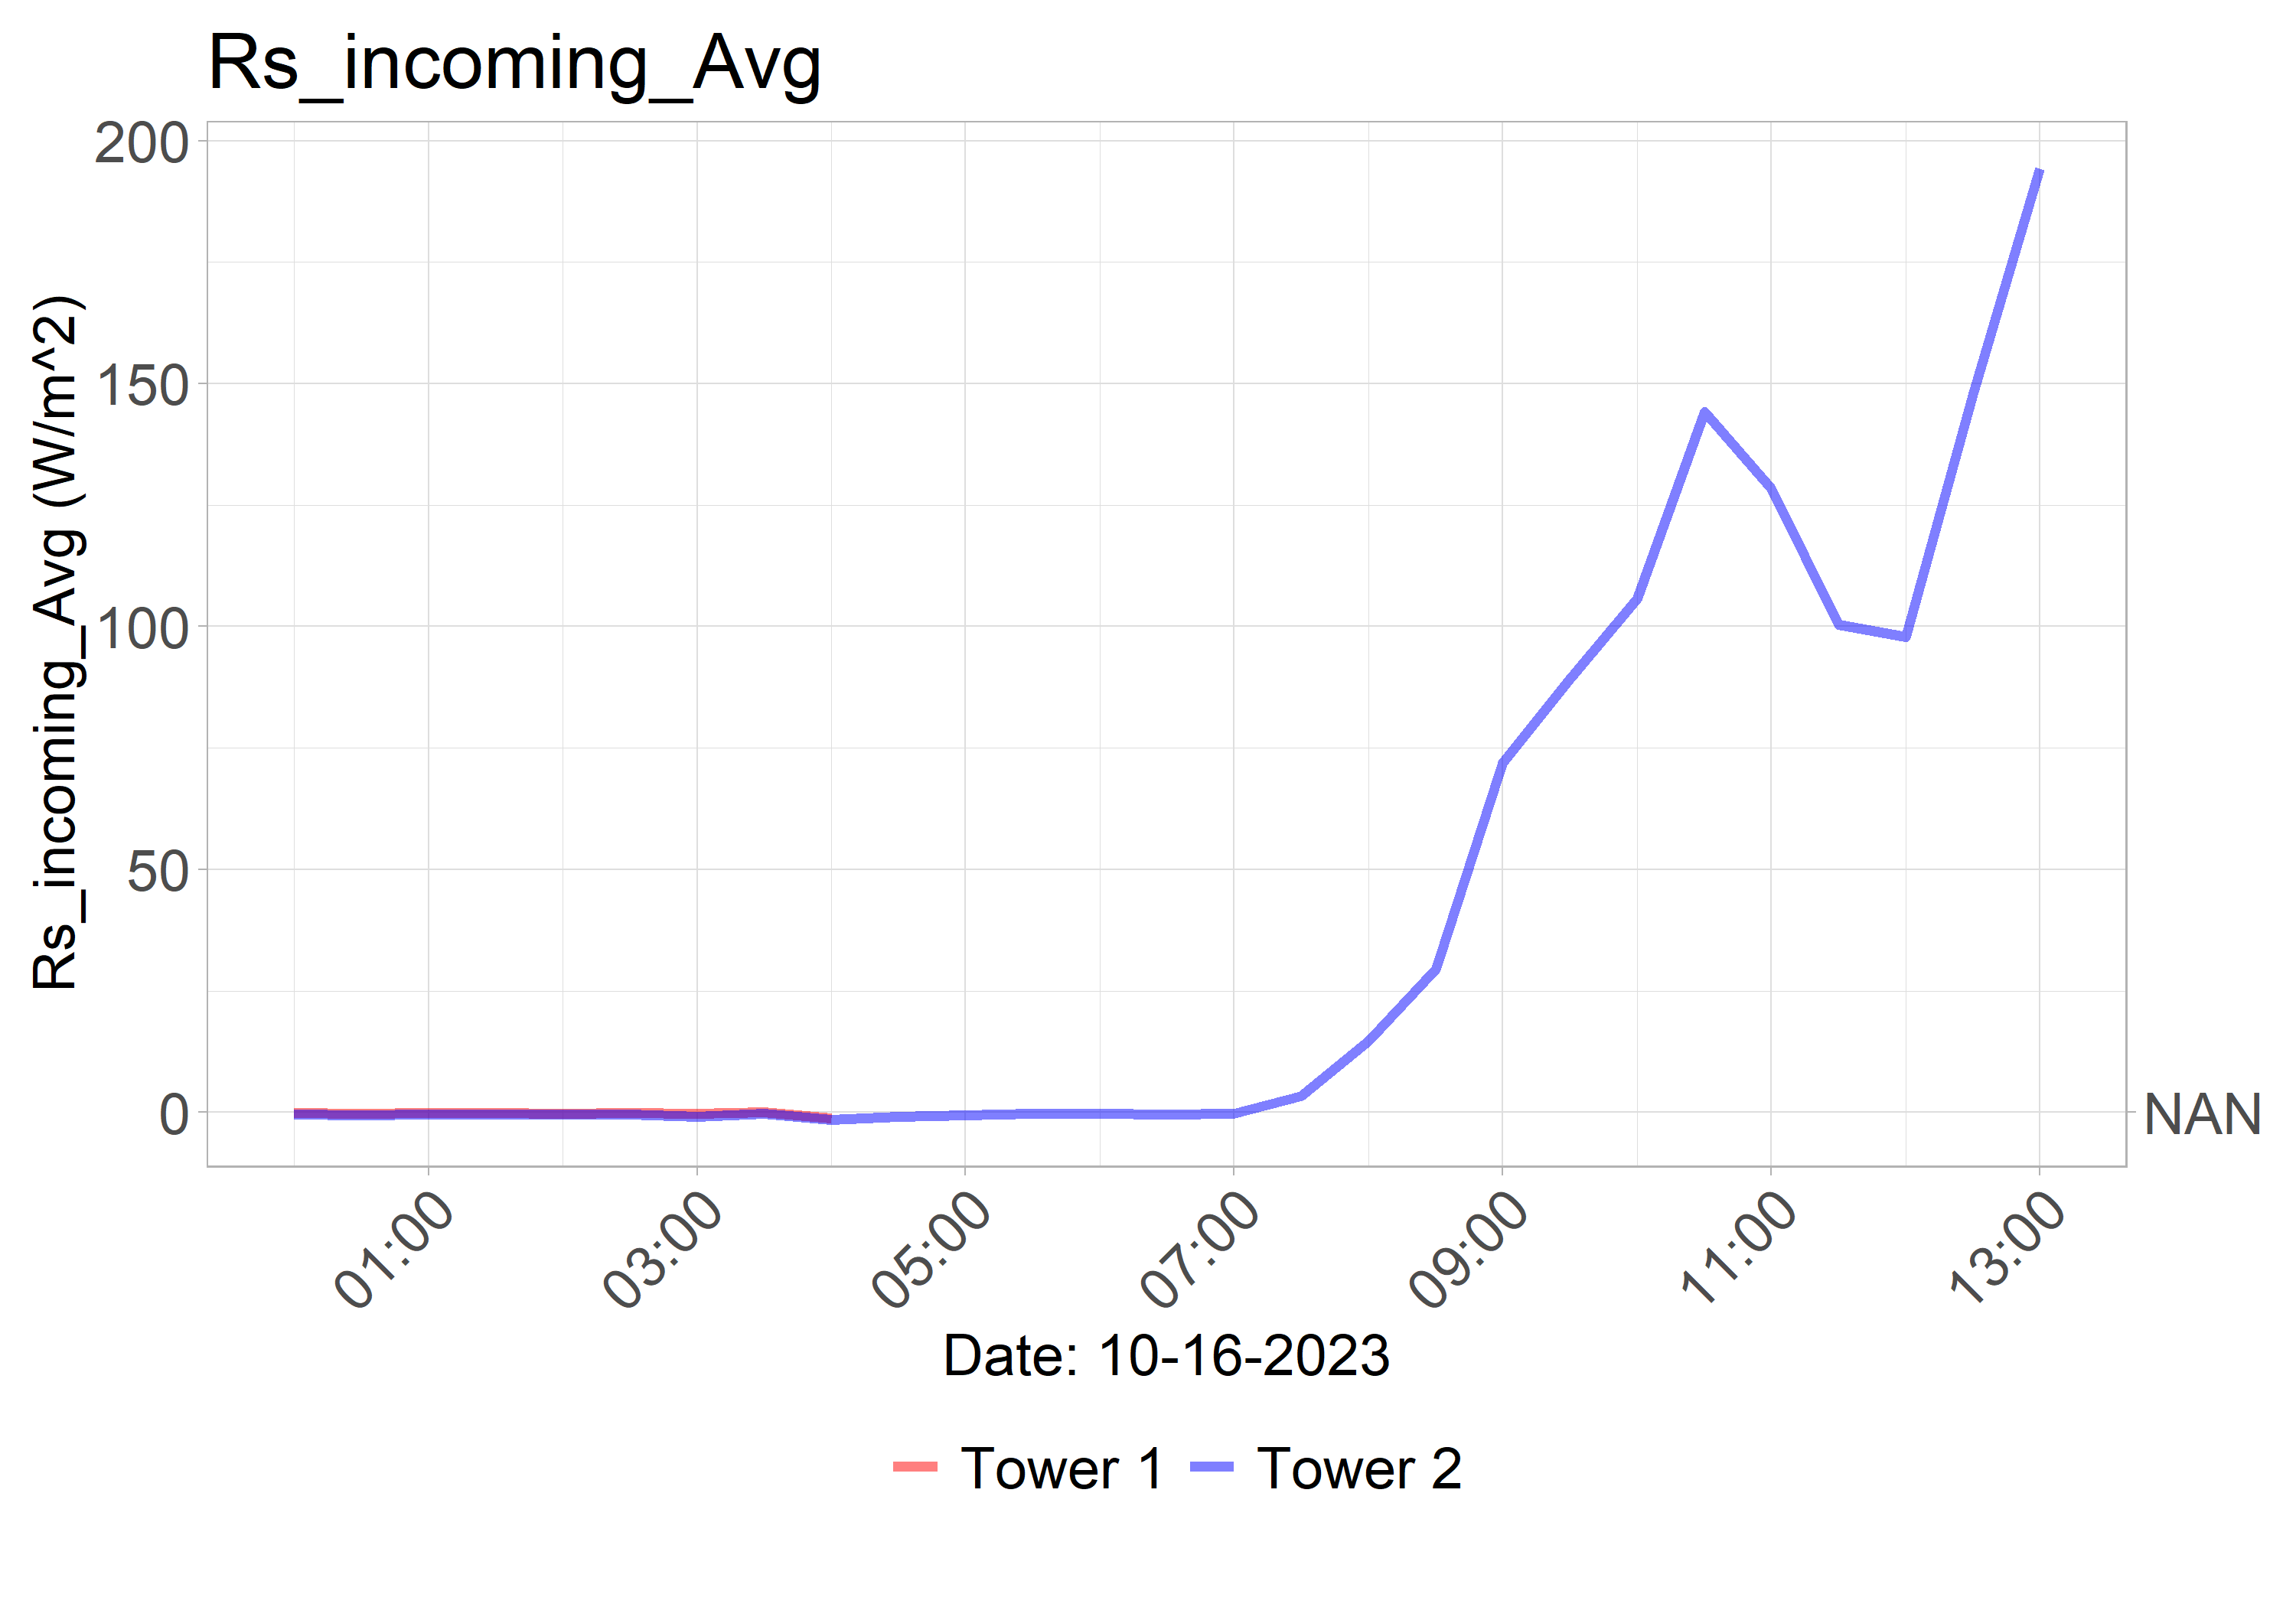 Rs_incoming_Avg
Rs_incoming_Avg (W/m^2)
200
150
100
50
0
NAN
01:00
03:00
05:00
07:00
09:00
11:00
13:00
Date: 10-16-2023
Tower 1
Tower 2